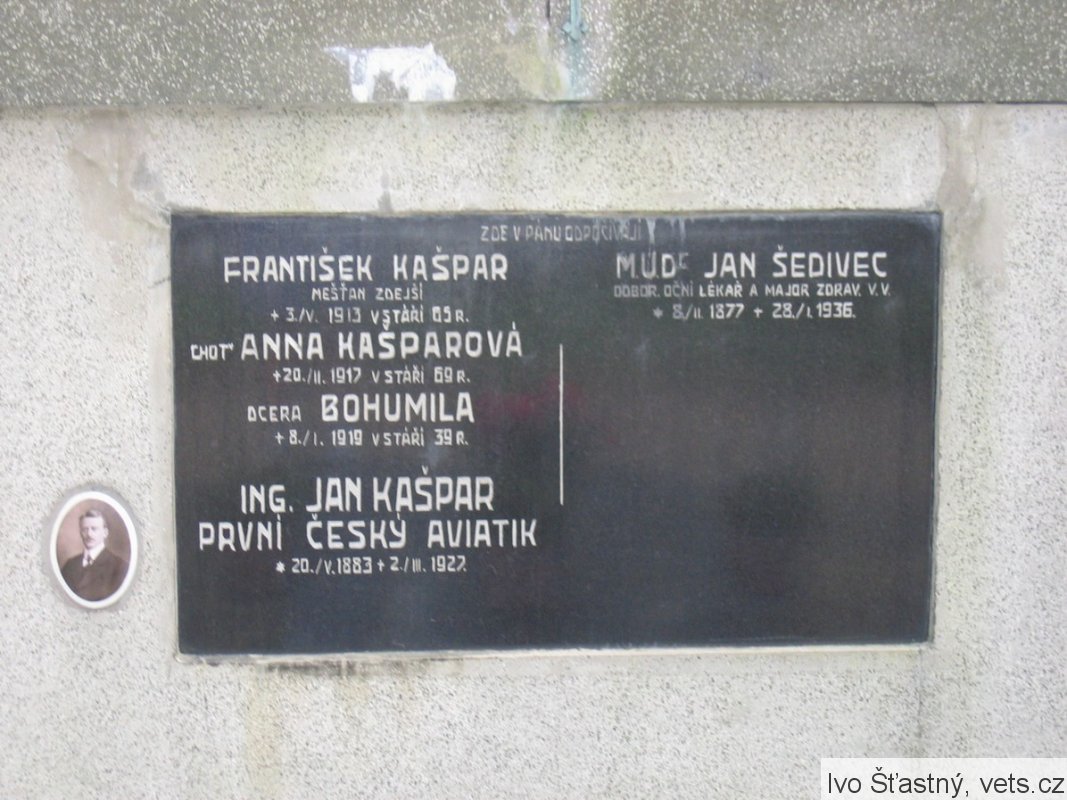 ZDE V PÁNU ODPOČÍVAJÍ
FRANTIŠEK KAŠPAR
MĚŠŤAN ZDEJŠÍ
+ 3./V. 1913 V STÁŘÍ 65 R.
CHOŤ ANNA KAŠPAROVÁ
+ 20./II. 1917 V STÁŘÍ 69 R.
DCERA BOHUMILA
+ 8./I. 1919 V STÁŘÍ 39 R.
ING. JAN KAŠPAR
PRVNÍ ČESKÝ AVIATIK
* 20./V. 1883 + 2./III. 1927.
M.U.Dr. JAN ŠEDIVEC
ODBOR. OČNÍ LÉKAŘ A MAJOR ZDRAV. V. V.
* 8./II. 1877 + 28./I. 1936.
Ivo Šťastný, vets.cz